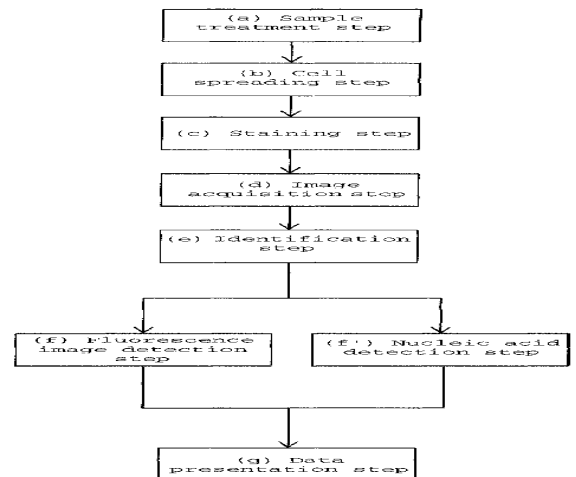 (a) Sample
treatment step
(b) Cell
spreading step
(c) Staining step
(d) Image
acquisition step
(e) Identification
step
(f) Fluorescence
image detection
step
(f') Nucleic acid
detection step
(g) Data
presentation step